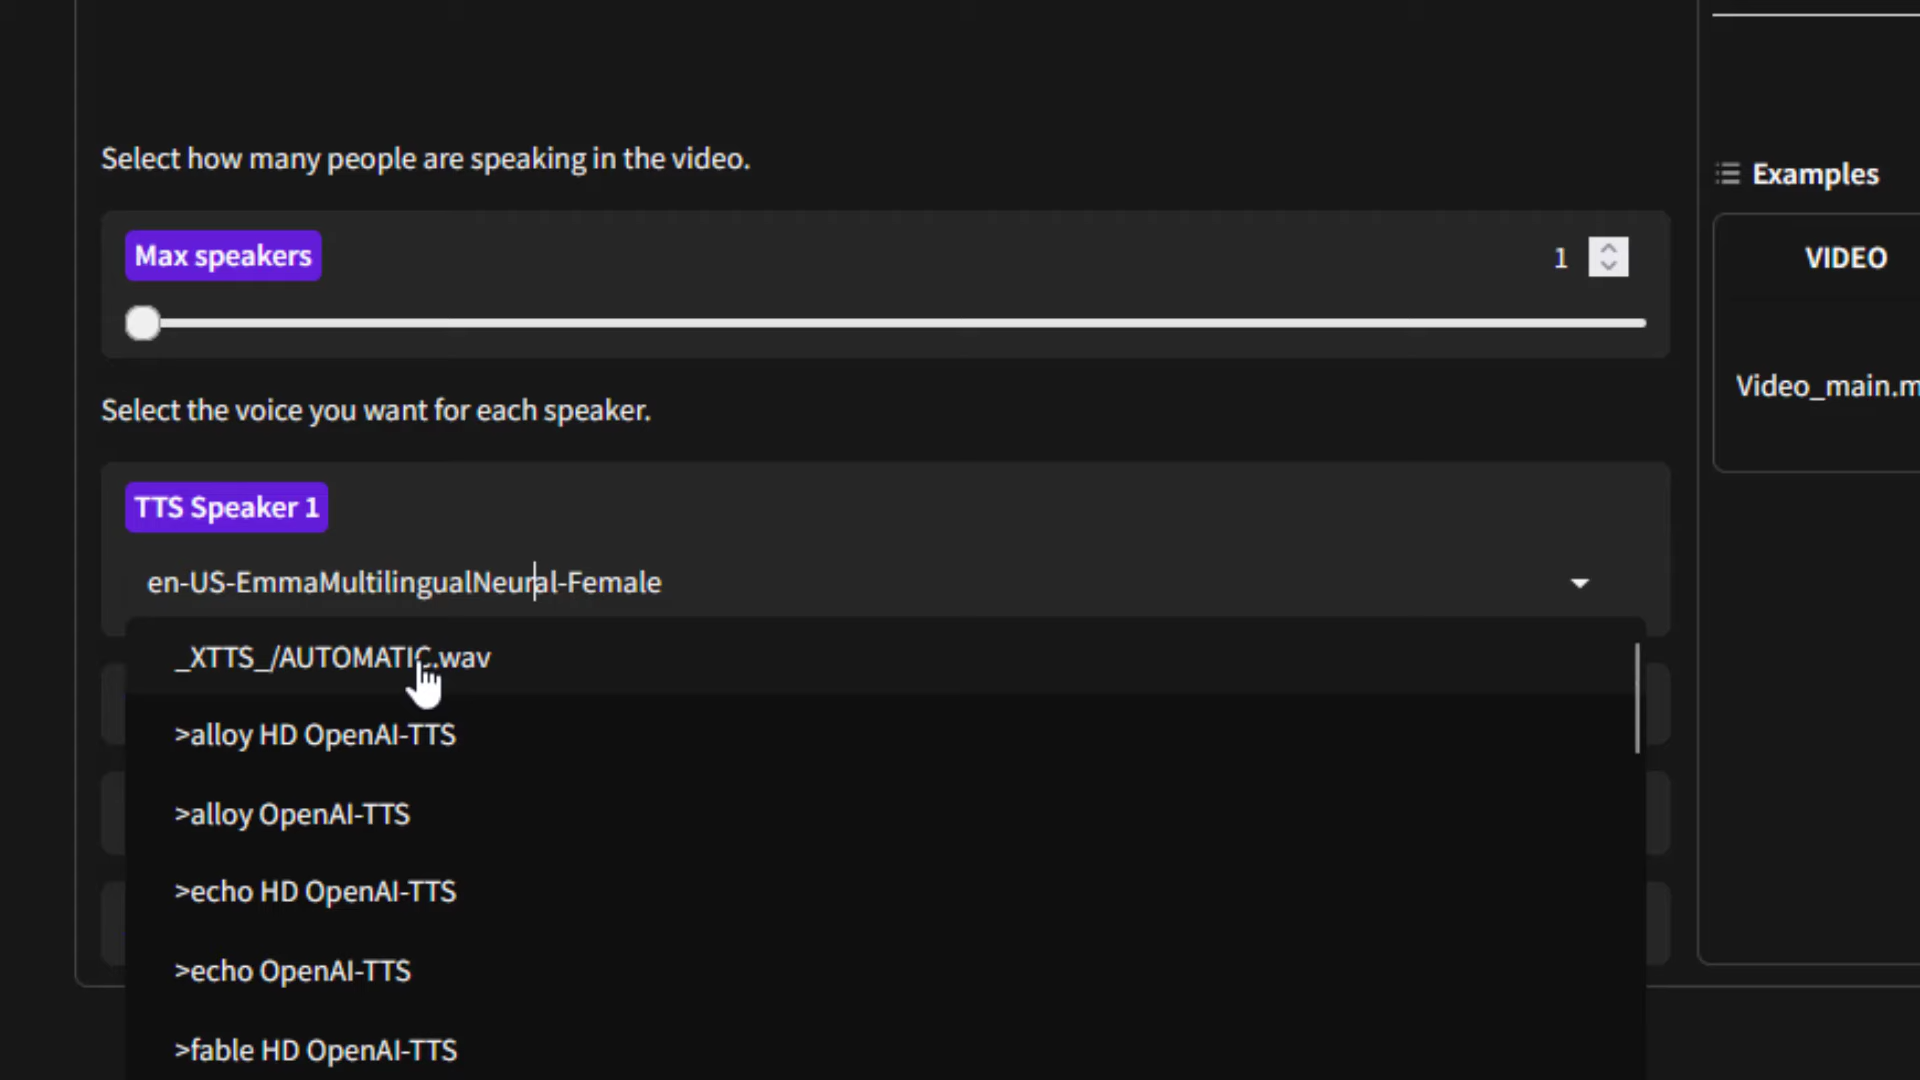 Select how many people are speaking in the video.
Max speakers
1
Select the voice you want for each speaker.
TTS Speaker 1
en-US-EmmaMultilingualNeural-Female
_XTTS_/AUTOMATIC.wav
>alloy HD OpenAI-TTS
>alloy OpenAI-TTS
>echo HD OpenAI-TTS
>echo OpenAI-TTS
>fable HD OpenAI-TTS
Examples
VIDEO
Video_main.m